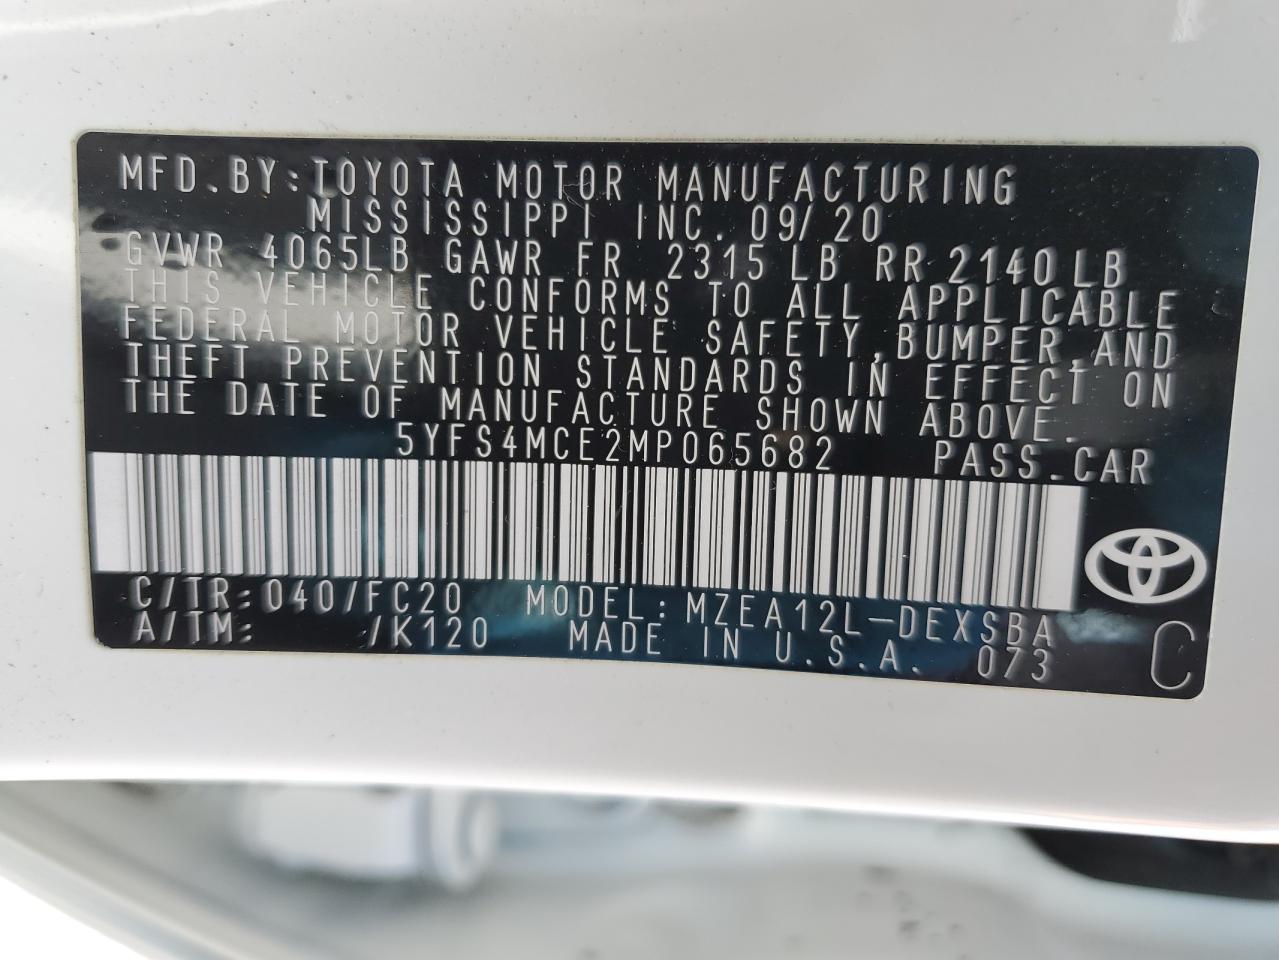 MFD.BY:TOYOTA MOTOR MANUFACTURING
MISSISSIPPI INC. 09/20
GVWR 4065LB GAWR FR 2315 LB RR 2140 LB
THIS VEHICLE CONFORMS TO ALL APPLICABLE
FEDERAL MOTOR VEHICLE SAFETY,BUMPER,AND
THEFT PREVENTION STANDARDS IN EFFECT ON
THE DATE OF MANUFACTURE SHOWN ABOVE.
5YFS4MCE2MP065682 PASS.CAR
C/TR:040/FC20 MODEL:MZEA12L-DEXSBA
A/TM: /K120 MADE IN U.S.A. 073 C